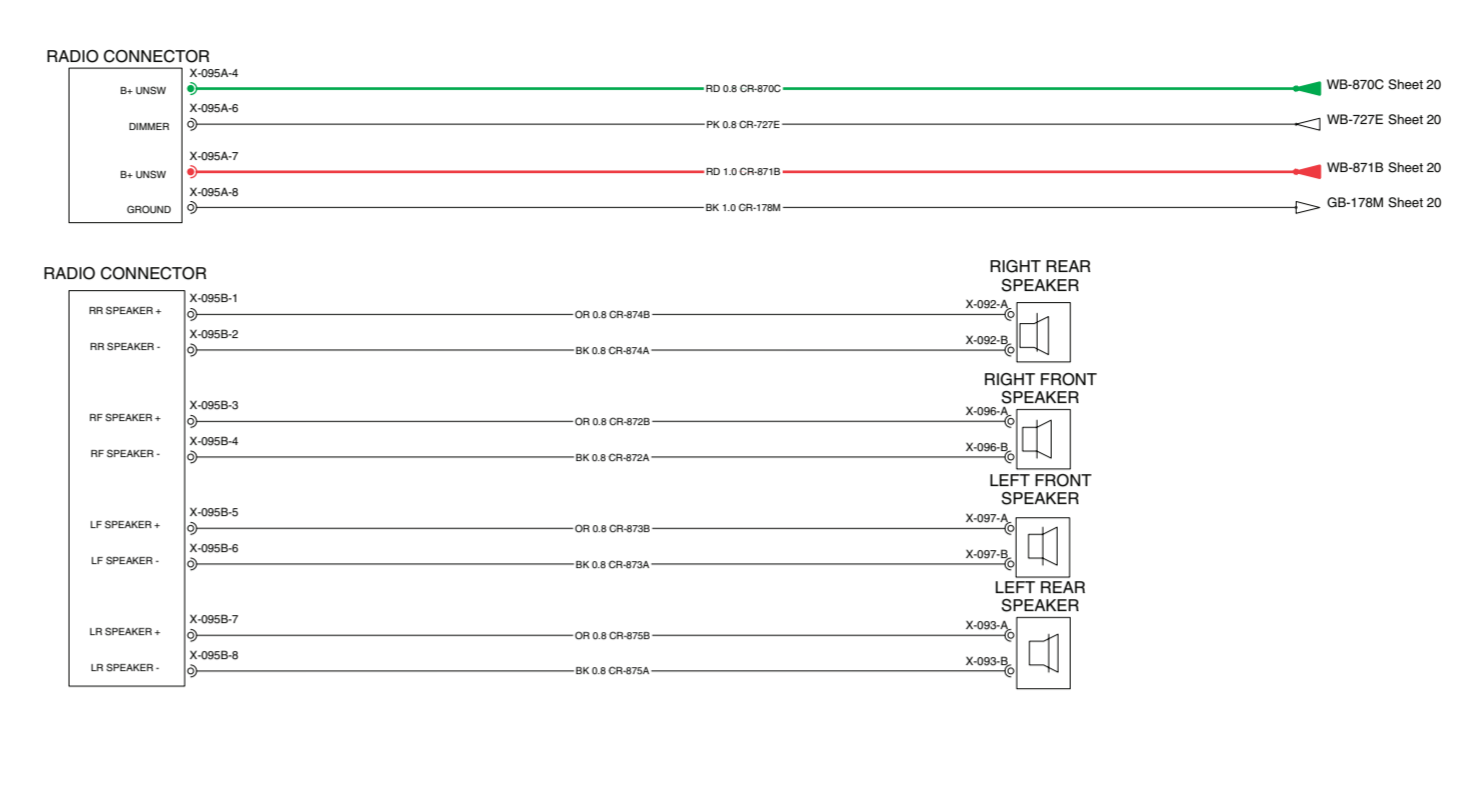 RADIO CONNECTOR
X-095A-4
B+ UNSW
RD 0.8 CR-870C
WB-870C Sheet 20
X-095A-6
DIMMER
PK 0.8 CR-727E
WB-727E Sheet 20
X-095A-7
B+ UNSW
RD 1.0 CR-871B
WB-871B Sheet 20
X-095A-8
GROUND
BK 1.0 CR-178M
GB-178M Sheet 20
RADIO CONNECTOR
RIGHT REAR
SPEAKER
X-095B-1
RR SPEAKER +
OR 0.8 CR-874B
X-092-A
X-095B-2
RR SPEAKER -
BK 0.8 CR-874A
X-092-B
RIGHT FRONT
SPEAKER
X-095B-3
RF SPEAKER +
OR 0.8 CR-872B
X-096-A
X-095B-4
RF SPEAKER -
BK 0.8 CR-872A
X-096-B
LEFT FRONT
SPEAKER
X-095B-5
LF SPEAKER +
OR 0.8 CR-873B
X-097-A
X-095B-6
LF SPEAKER -
BK 0.8 CR-873A
X-097-B
LEFT REAR
SPEAKER
X-095B-7
LR SPEAKER +
OR 0.8 CR-875B
X-093-A
X-095B-8
LR SPEAKER -
BK 0.8 CR-875A
X-093-B